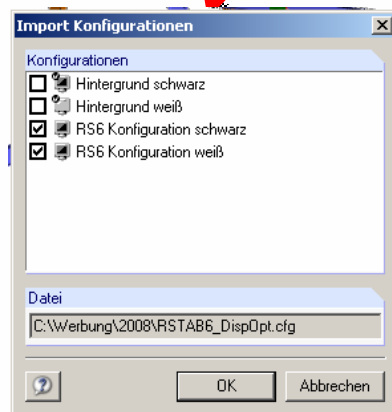 Import Konfigurationen
Konfigurationen
Hintergrund schwarz
Hintergrund weiß
RS6 Konfiguration schwarz
RS6 Konfiguration weiß
Datei
C:\Werbung\2008\RSTAB6_DispOpt.cfg
OK
Abbrechen